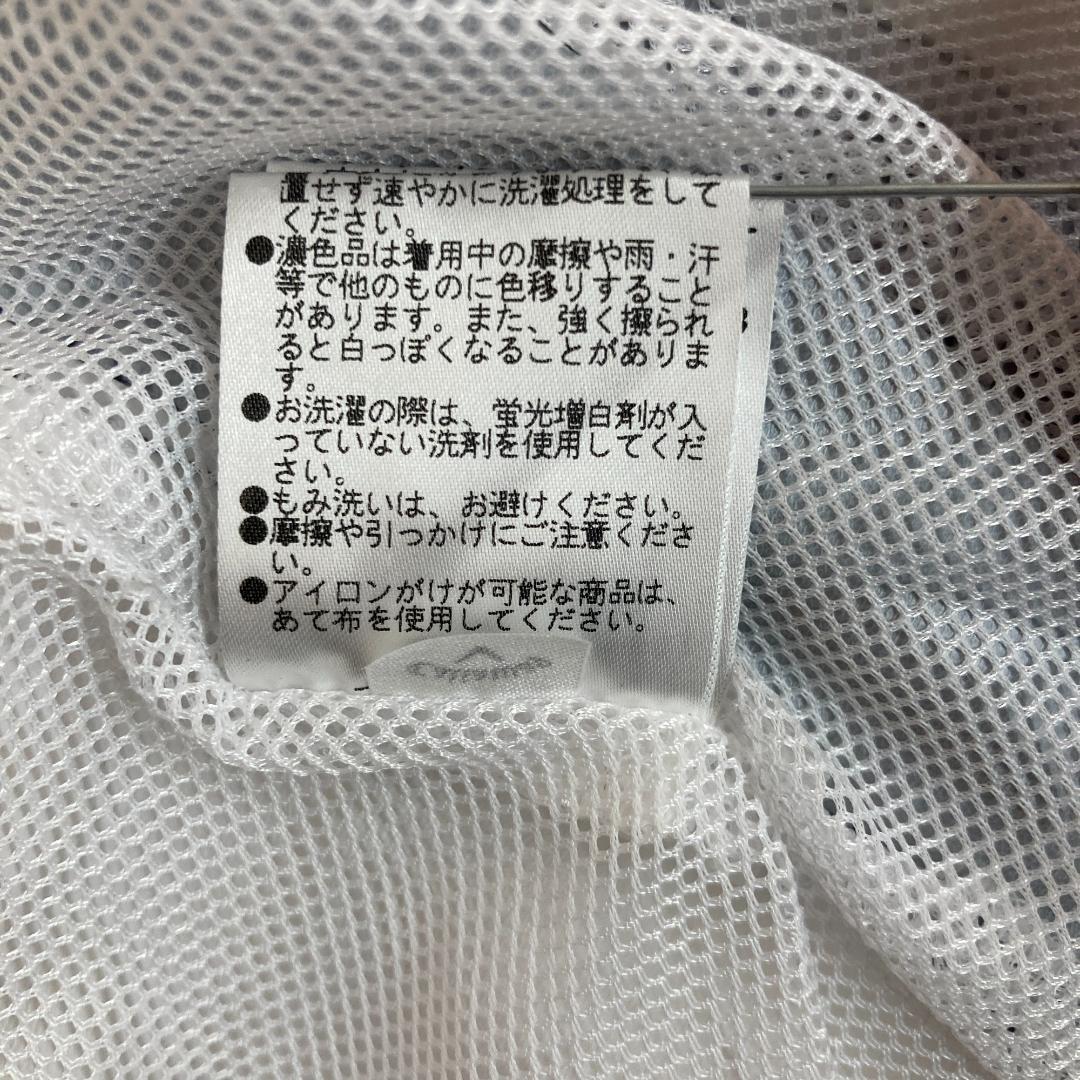 置せず速やかに洗濯処理をして
ください。
●濃色品は着用中の摩擦や雨・汗
等で他のものに色移りすること
があります。また、強く擦られ
ると白っぽくなることがありま
す。
●お洗濯の際は、蛍光増白剤が入
っていない洗剤を使用してくだ
さい。
●もみ洗いは、お避けください。
●摩擦や引っかけにご注意くださ
い。
●アイロンがけが可能な商品は、
あて布を使用してください。